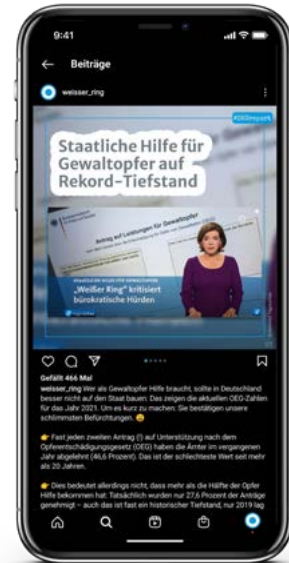 9:41
Beiträge
weisser_ring
#OEGreport
Staatliche Hilfe für
Gewaltopfer auf
Rekord-Tiefstand
Antrag auf Leistungen für Gewaltopfer
STAATLICHE HILFEN FÜR GEWALTOPFER
„Weißer Ring“ kritisiert
bürokratische Hürden
tagesschau
Gefällt 466 Mal
weisser_ring Wer als Gewaltopfer Hilfe braucht, sollte in Deutschland
besser nicht auf den Staat bauen: Das zeigen die aktuellen OEG-Zahlen
für das Jahr 2021. Um es kurz zu machen: Sie bestätigen unsere
schlimmsten Befürchtungen. 😩
👉 Fast jeden zweiten Antrag (!) auf Unterstützung nach dem
Opferentschädigungsgesetz (OEG) haben die Ämter im vergangenen
Jahr abgelehnt (46,6 Prozent). Das ist der schlechteste Wert seit mehr
als 20 Jahren.
👉 Dies bedeutet allerdings nicht, dass mehr als die Hälfte der Opfer
Hilfe bekommen hat: Tatsächlich wurden nur 27,6 Prozent der Anträge
genehmigt – auch das ist fast ein historischer Tiefstand, nur 2019 lag